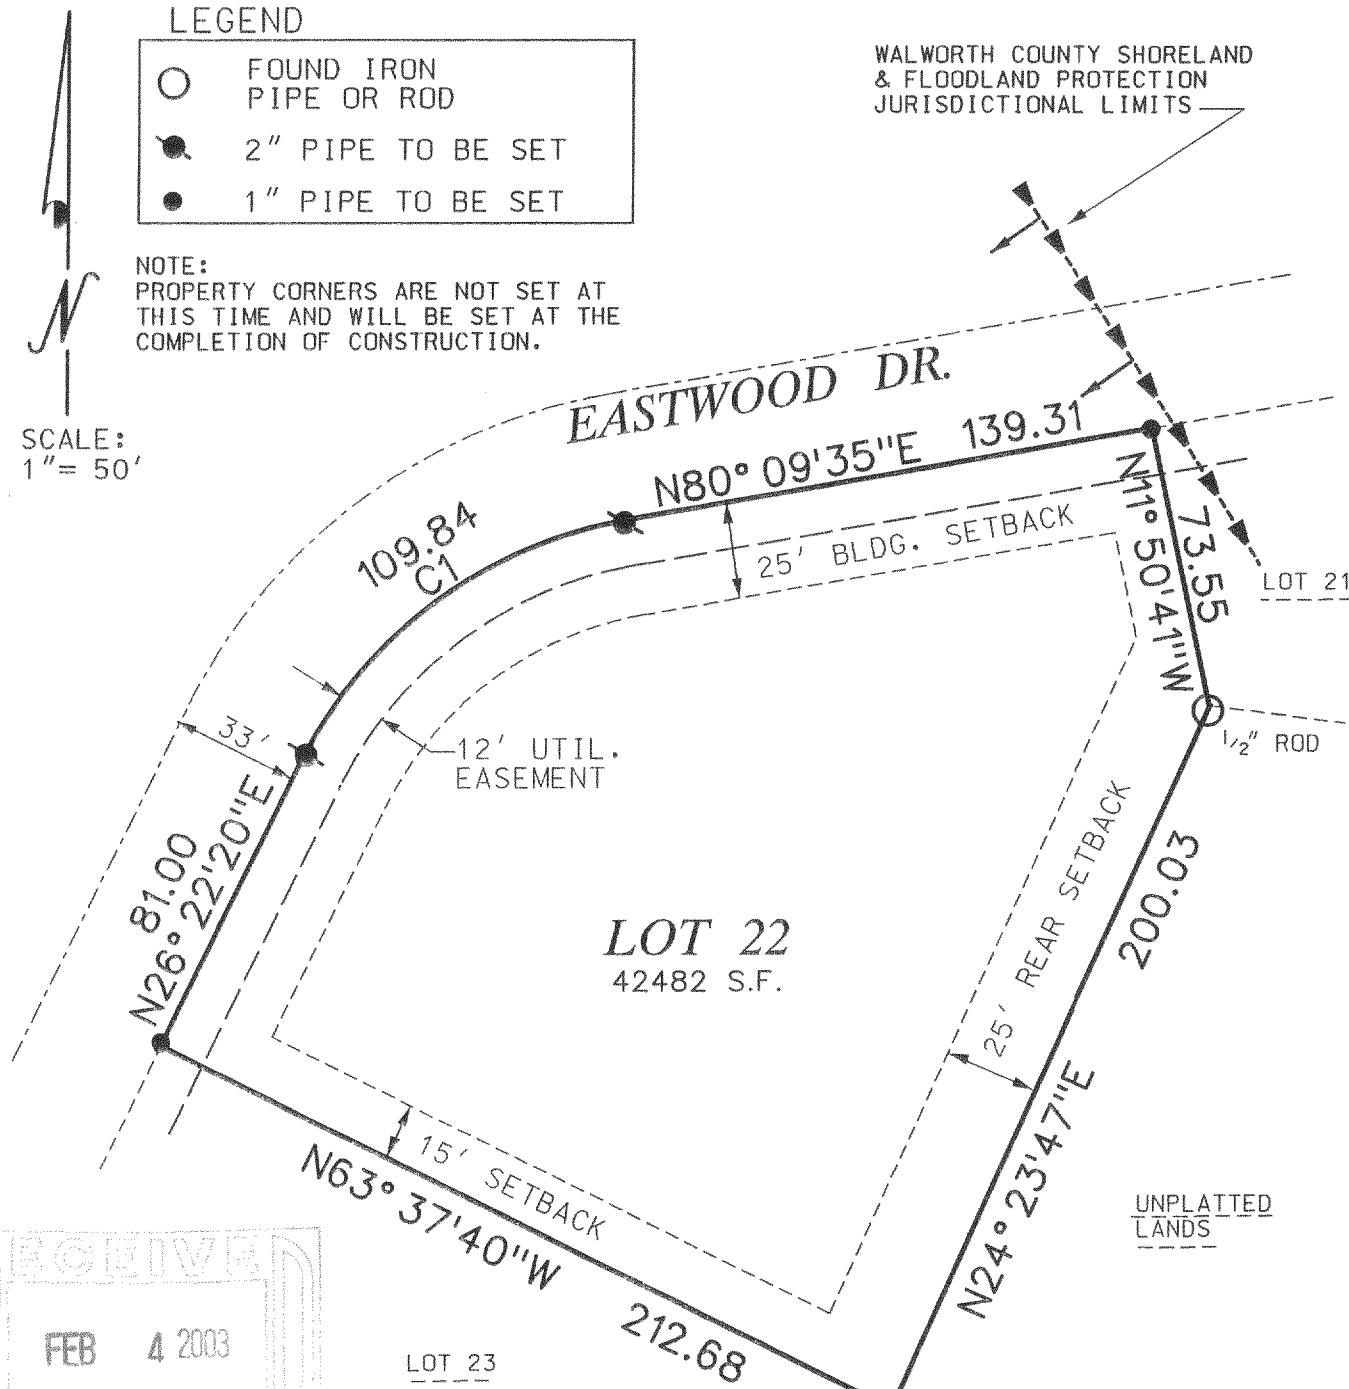 LEGEND
FOUND IRON
PIPE OR ROD
2" PIPE TO BE SET
1" PIPE TO BE SET
NOTE:
PROPERTY CORNERS ARE NOT SET AT
THIS TIME AND WILL BE SET AT THE
COMPLETION OF CONSTRUCTION.
N
SCALE:
1"= 50'
WALWORTH COUNTY SHORELAND
& FLOODLAND PROTECTION
JURISDICTIONAL LIMITS
EASTWOOD DR.
N80° 09'35"E 139.31
109.84
C1
25' BLDG. SETBACK
N11° 50'41"W
73.55
LOT 21
1/2" ROD
33'
12' UTIL.
EASEMENT
81.00
N26° 22'20"E
LOT 22
42482 S.F.
25' REAR SETBACK
200.03
N24° 23'47"E
15' SETBACK
N63° 37'40"W 212.68
UNPLATTED
LANDS
ECEIVE
FEB 4 2003
LOT 23